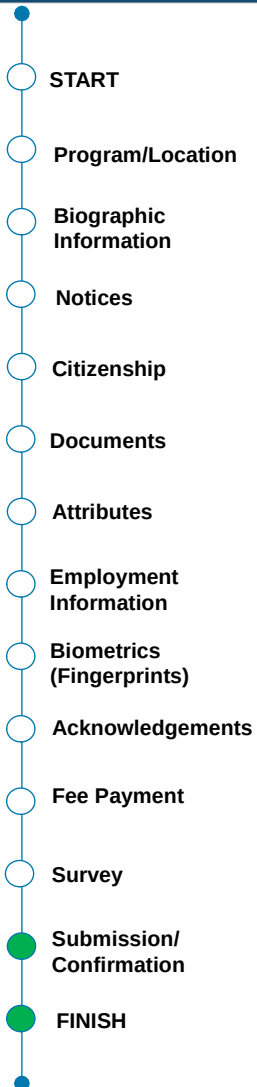 START
Program/Location
Biographic
Information
Notices
Citizenship
Documents
Attributes
Employment
Information
Biometrics
(Fingerprints)
Acknowledgements
Fee Payment
Survey
Submission/
Confirmation
FINISH